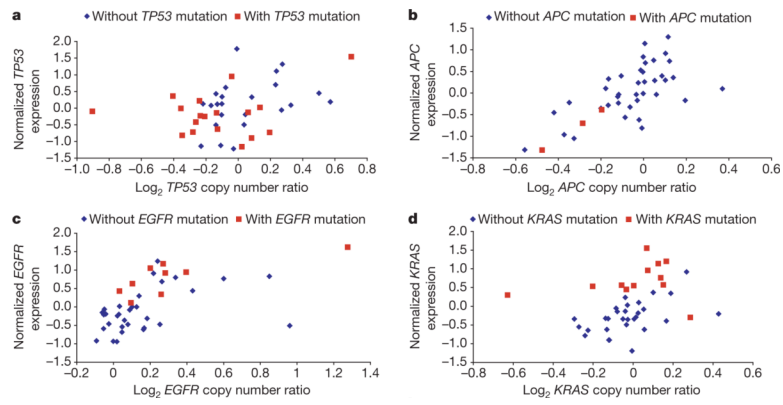 a
Without TP53 mutation With TP53 mutation
Normalized TP53
expression
2.0
1.5
1.0
0.5
0.0
−0.5
−1.0
−1.5
−1.0 −0.8 −0.6 −0.4 −0.2 0.0 0.2 0.4 0.6 0.8
Log2 TP53 copy number ratio
b
Without APC mutation With APC mutation
Normalized APC
expression
1.5
1.0
0.5
0.0
−0.5
−1.0
−1.5
−0.8 −0.6 −0.4 −0.2 0.0 0.2 0.4 0.6
Log2 APC copy number ratio
c
Without EGFR mutation With EGFR mutation
Normalized EGFR
expression
2.0
1.5
1.0
0.5
0.0
−0.5
−1.0
−1.5
−0.2 0 0.2 0.4 0.6 0.8 1.0 1.2 1.4
Log2 EGFR copy number ratio
d
Without KRAS mutation With KRAS mutation
Normalized KRAS
expression
2.0
1.5
1.0
0.5
0.0
−0.5
−1.0
−1.5
−0.8 −0.6 −0.4 −0.2 0.0 0.2 0.4 0.6
Log2 KRAS copy number ratio